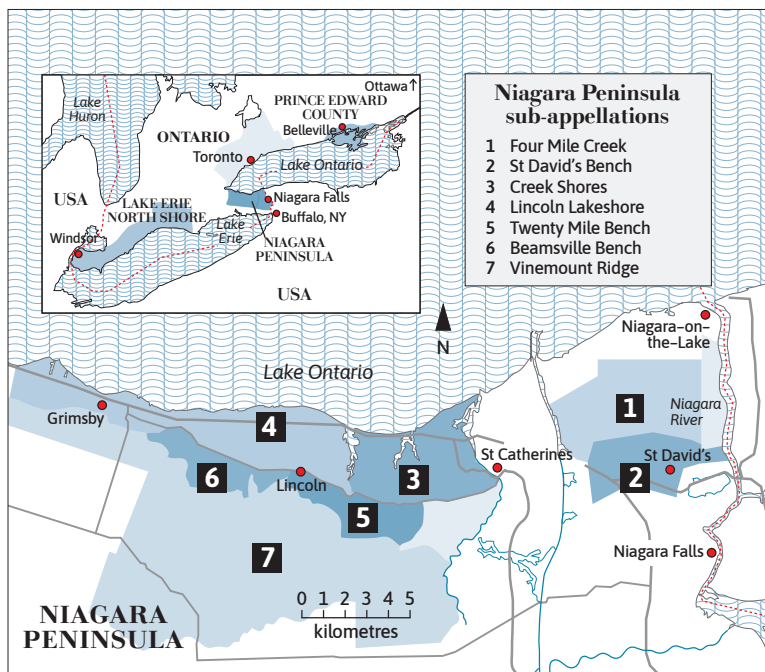 Ottawa↑
Lake
Huron
PRINCE EDWARD
COUNTY
ONTARIO
Belleville
Toronto
Lake Ontario
USA
LAKE ERIE
NORTH SHORE
Niagara Falls
Buffalo, NY
Lake
Erie
Windsor
NIAGARA
PENINSULA
USA
Niagara Peninsula
sub-appellations
1 Four Mile Creek
2 St David's Bench
3 Creek Shores
4 Lincoln Lakeshore
5 Twenty Mile Bench
6 Beamsville Bench
7 Vinemount Ridge
N
Niagara-on-
the-Lake
Lake Ontario
Grimsby
4
1
Niagara
River
St Catherines
St David's
6
Lincoln
3
2
5
7
Niagara Falls
0 1 2 3 4 5
kilometres
NIAGARA
PENINSULA